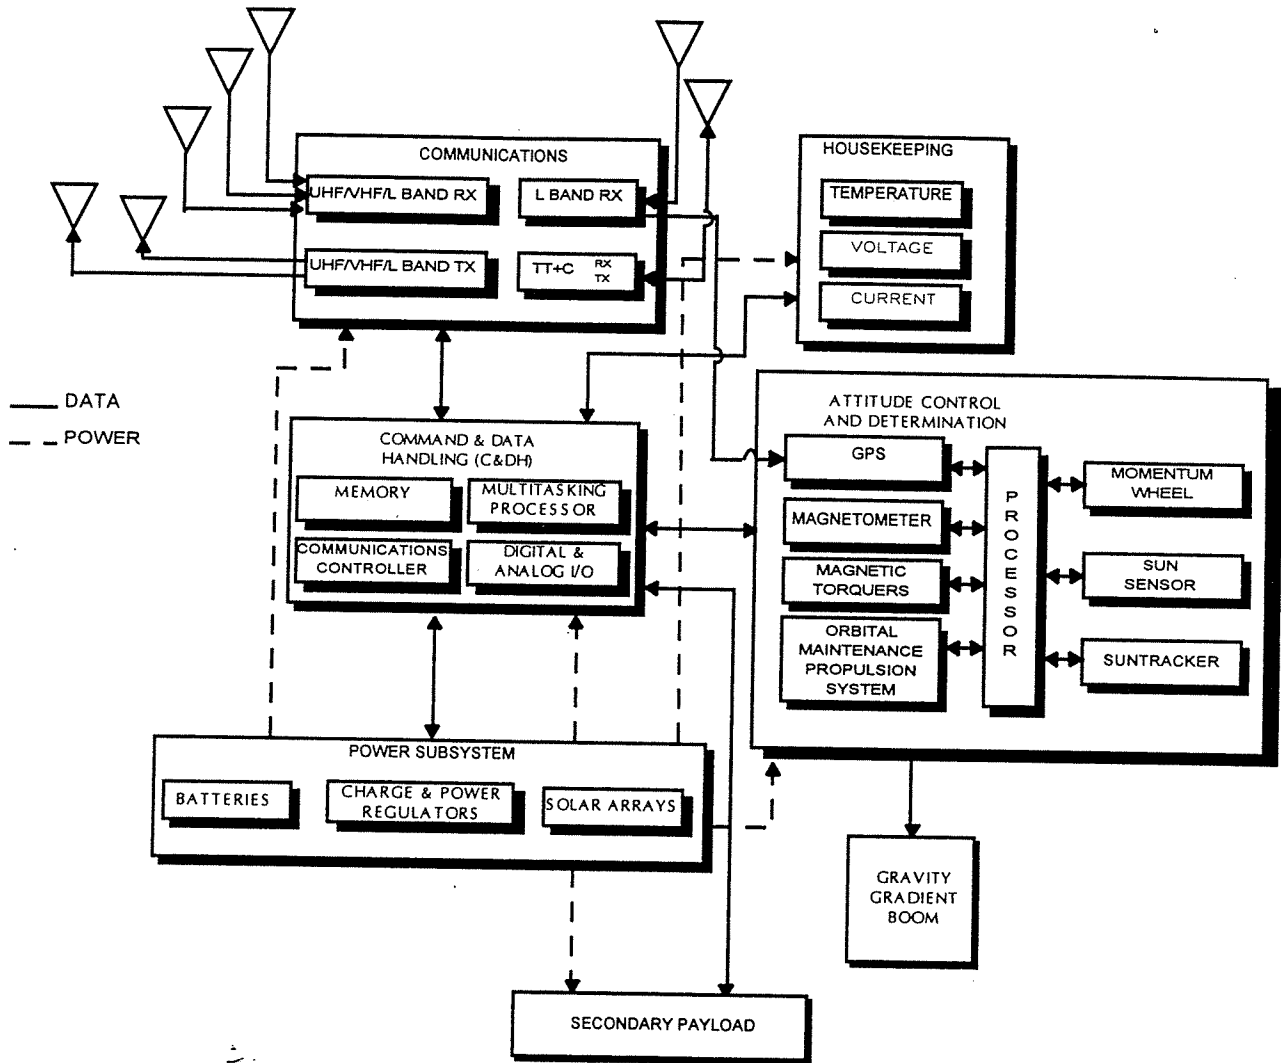 COMMUNICATIONS
UHF/VHF/L BAND RX
L BAND RX
UHF/VHF/L BAND TX
TT+C
RX
TX
HOUSEKEEPING
TEMPERATURE
VOLTAGE
CURRENT
DATA
POWER
COMMAND & DATA
HANDLING (C&DH)
MEMORY
MULTITASKING
PROCESSOR
COMMUNICATIONS
CONTROLLER
DIGITAL &
ANALOG I/O
ATTITUDE CONTROL
AND DETERMINATION
GPS
MAGNETOMETER
MAGNETIC
TORQUERS
ORBITAL
MAINTENANCE
PROPULSION
SYSTEM
PROCESSOR
MOMENTUM
WHEEL
SUN
SENSOR
SUNTRACKER
POWER SUBSYSTEM
BATTERIES
CHARGE & POWER
REGULATORS
SOLAR ARRAYS
GRAVITY
GRADIENT
BOOM
SECONDARY PAYLOAD